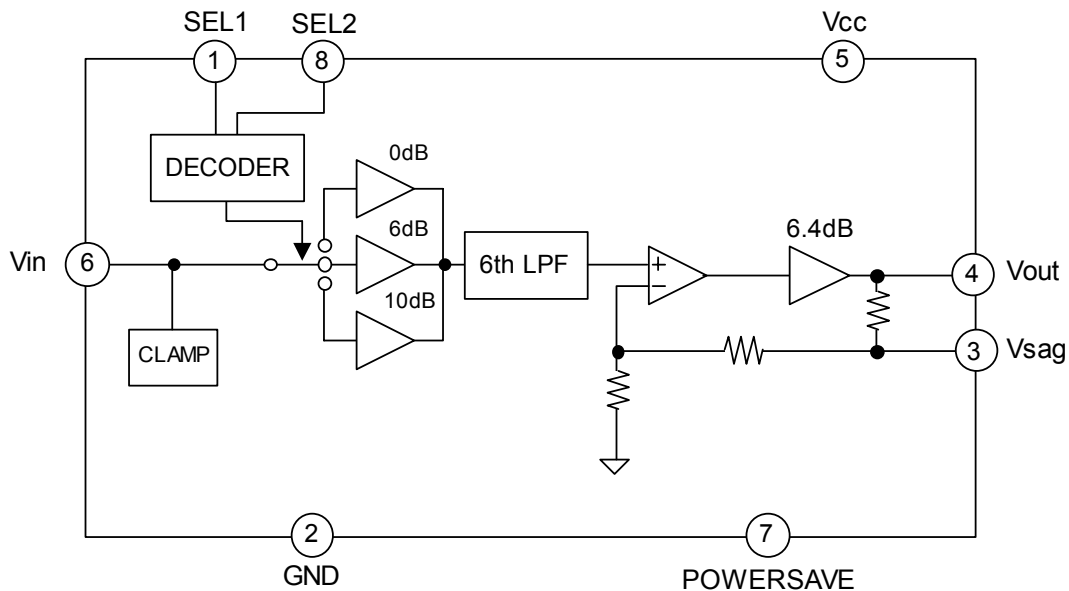 SEL1 SEL2 Vcc
1 8 5
DECODER
0dB
6dB
10dB
Vin 6
6th LPF
+
−
6.4dB
4 Vout
3 Vsag
CLAMP
2
GND
7
POWERSAVE